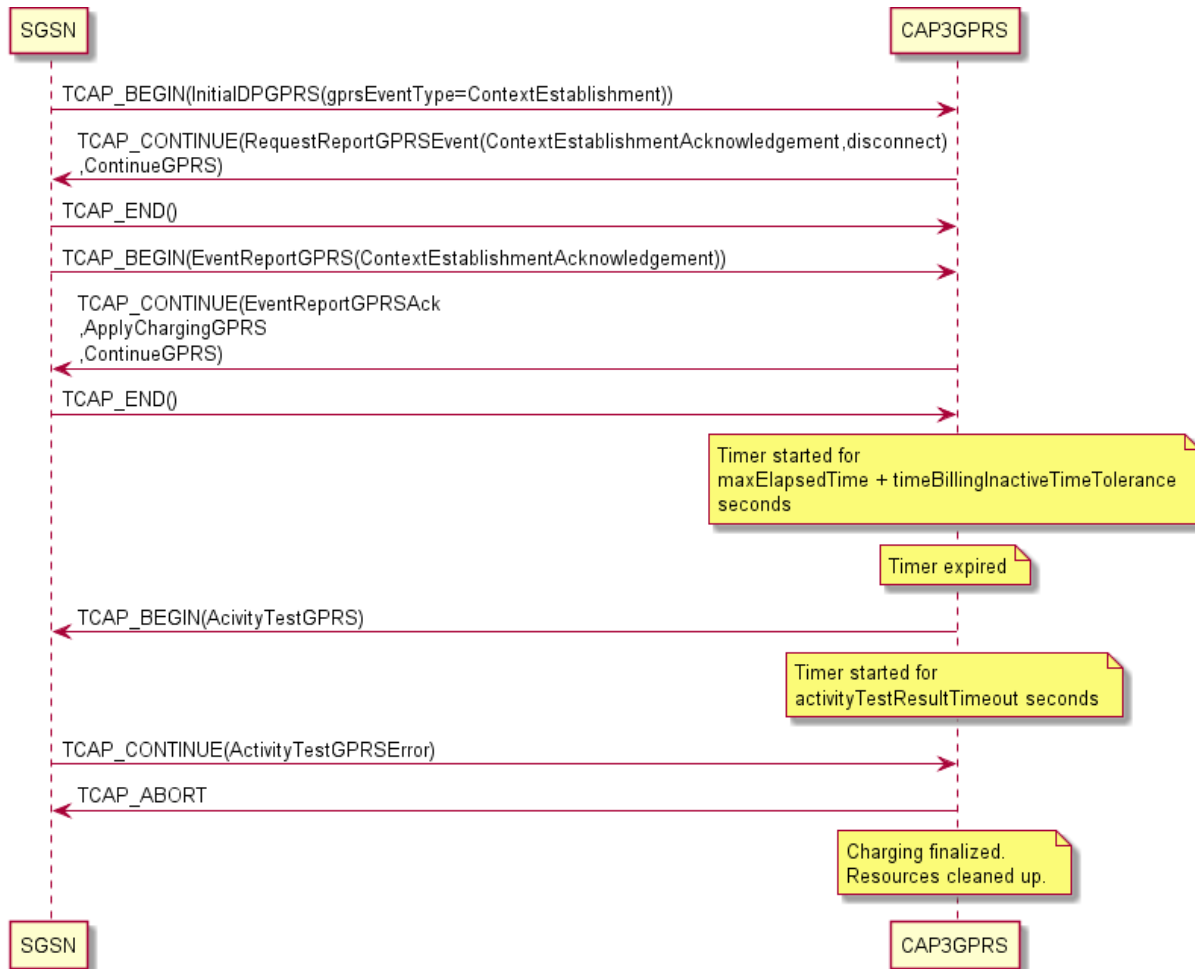 SGSN
CAP3GPRS
TCAP_BEGIN(InitialDPGPRS(gprsEventType=ContextEstablishment))
TCAP_CONTINUE(RequestReportGPRSEvent(ContextEstablishmentAcknowledgement,disconnect)
,ContinueGPRS)
TCAP_END()
TCAP_BEGIN(EventReportGPRS(ContextEstablishmentAcknowledgement))
TCAP_CONTINUE(EventReportGPRSAck
,ApplyChargingGPRS
,ContinueGPRS)
TCAP_END()
Timer started for
maxElapsedTime + timeBillingInactiveTimeTolerance
seconds
Timer expired
TCAP_BEGIN(AcivityTestGPRS)
Timer started for
activityTestResultTimeout seconds
TCAP_CONTINUE(ActivityTestGPRSError)
TCAP_ABORT
Charging finalized.
Resources cleaned up.
SGSN
CAP3GPRS